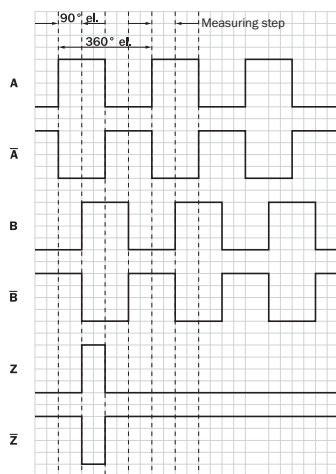 90° el.
Measuring step
360° el.
A
A̅
B
B̅
Z
Z̅